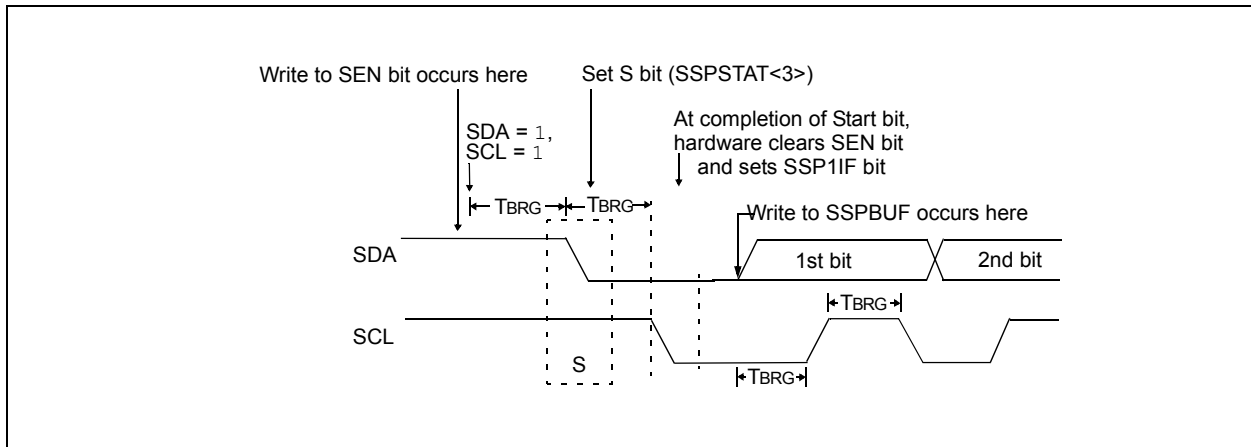 Write to SEN bit occurs here
Set S bit (SSPSTAT<3>)
At completion of Start bit,
hardware clears SEN bit
and sets SSP1IF bit
SDA = 1,
SCL = 1
TBRG
TBRG
Write to SSPBUF occurs here
SDA
1st bit
2nd bit
TBRG
SCL
S
TBRG